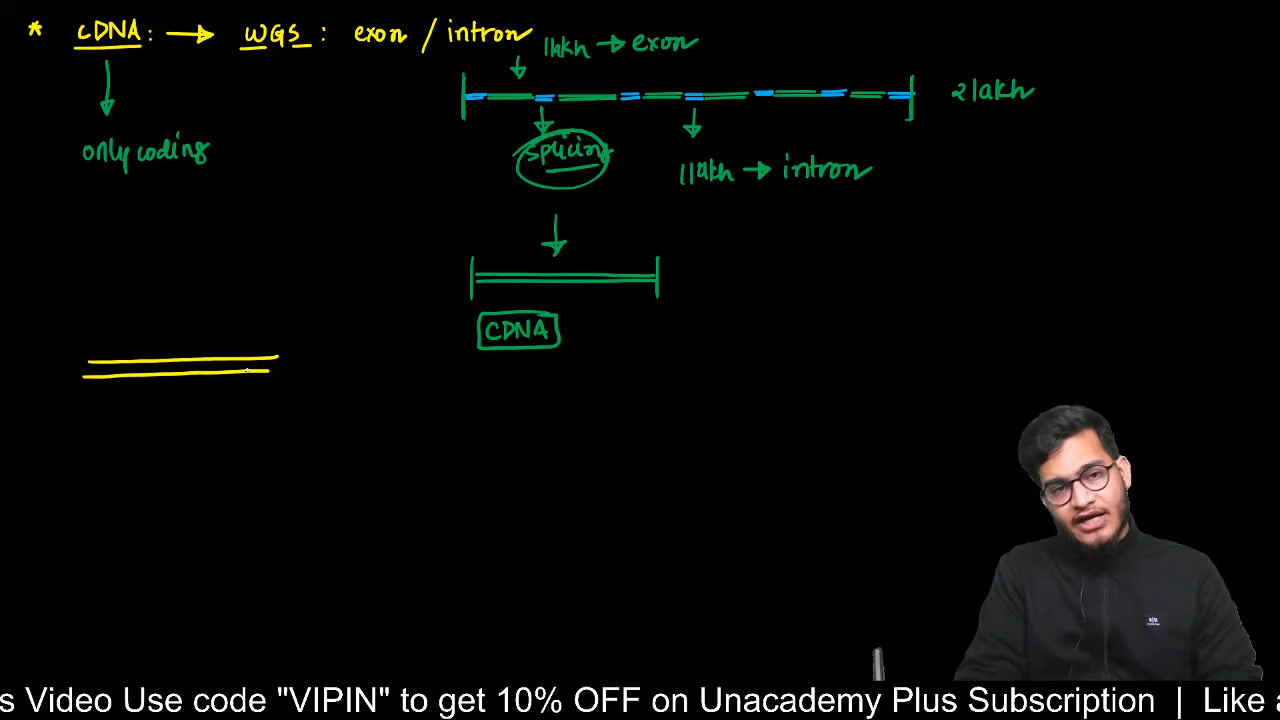 * cDNA : → WGS : exon / intron
1lakh → exon
2lakh
only coding
splicing
1lakh → intron
CDNA
s Video Use code "VIPIN" to get 10% OFF on Unacademy Plus Subscription | Like a